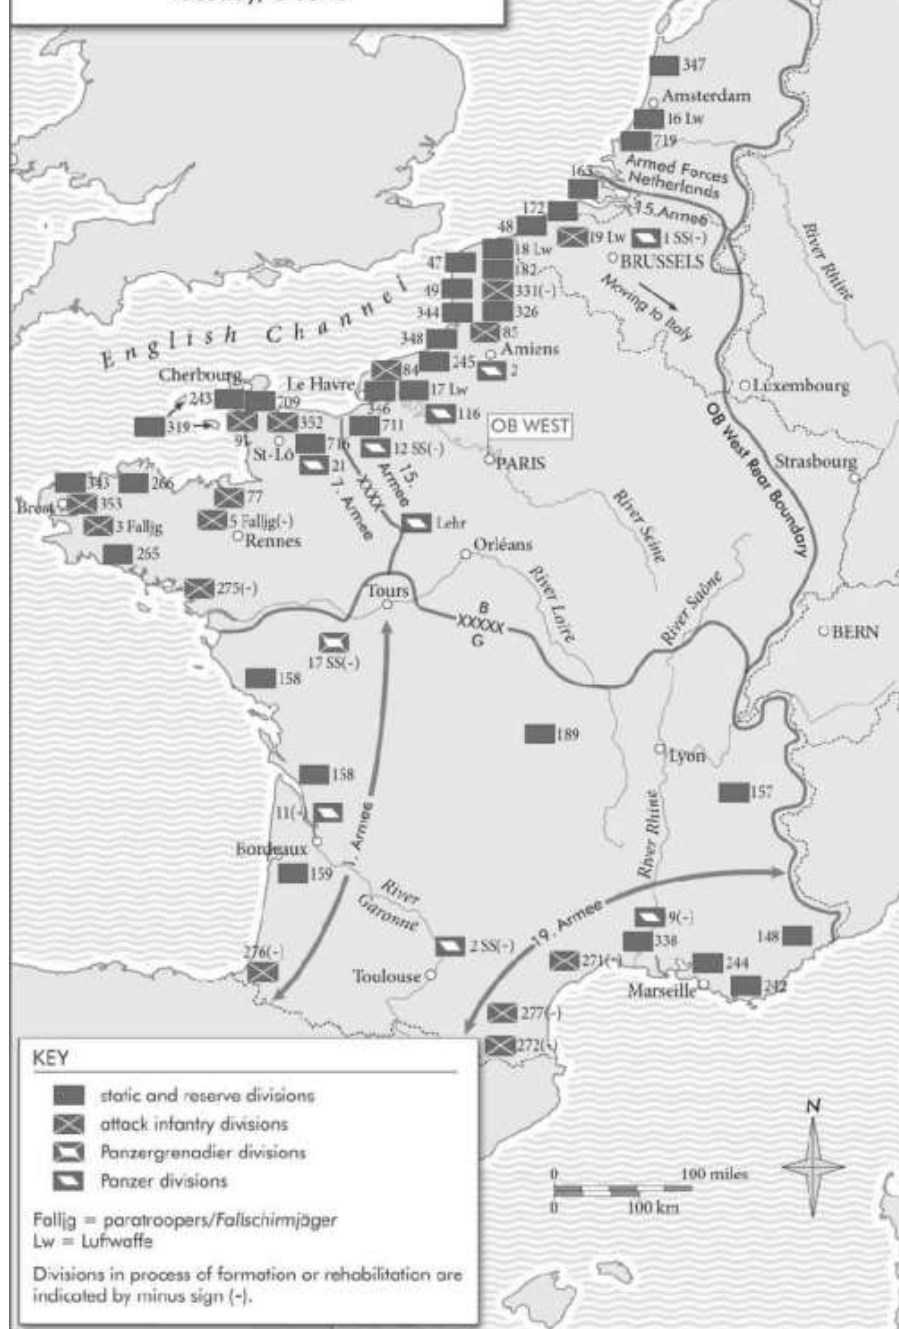 347
Amsterdam
16 Lw
719
Armed Forces
Netherlands
163
172
15. Armee
48
19 Lw
1 SS(-)
18 Lw
BRUSSELS
River Rhine
47
182
49
331(-)
Moving to Italy
344
326
English Channel
348
85
Amiens
245
2
Cherbourg
84
Le Havre
Luxembourg
243
709
17 Lw
346
116
319
91
352
711
OB WEST
OB West Rear Boundary
St-Lô
716
12 SS(-)
21
PARIS
Strasbourg
XXXX
15.
Armee
7. Armee
343
266
Brest
353
77
3 Falljg
5 Falljg(-)
Rennes
Lehr
River Seine
265
Orléans
275(-)
Tours
River Loire
River Saône
B
XXXXX
G
BERN
17 SS(-)
158
189
Lyon
158
157
11(-)
1. Armee
Bordeaux
159
River Rhine
River
Garonne
19. Armee
9(-)
276(-)
2 SS(-)
338
148
271(-)
244
Toulouse
Marseille
242
277(-)
272(-)
KEY
static and reserve divisions
attack infantry divisions
Panzergrenadier divisions
Panzer divisions
Falljg = paratroopers/Fallschirmjäger
Lw = Luftwaffe
Divisions in process of formation or rehabilitation are
indicated by minus sign (-).
N
0 100 miles
0 100 km